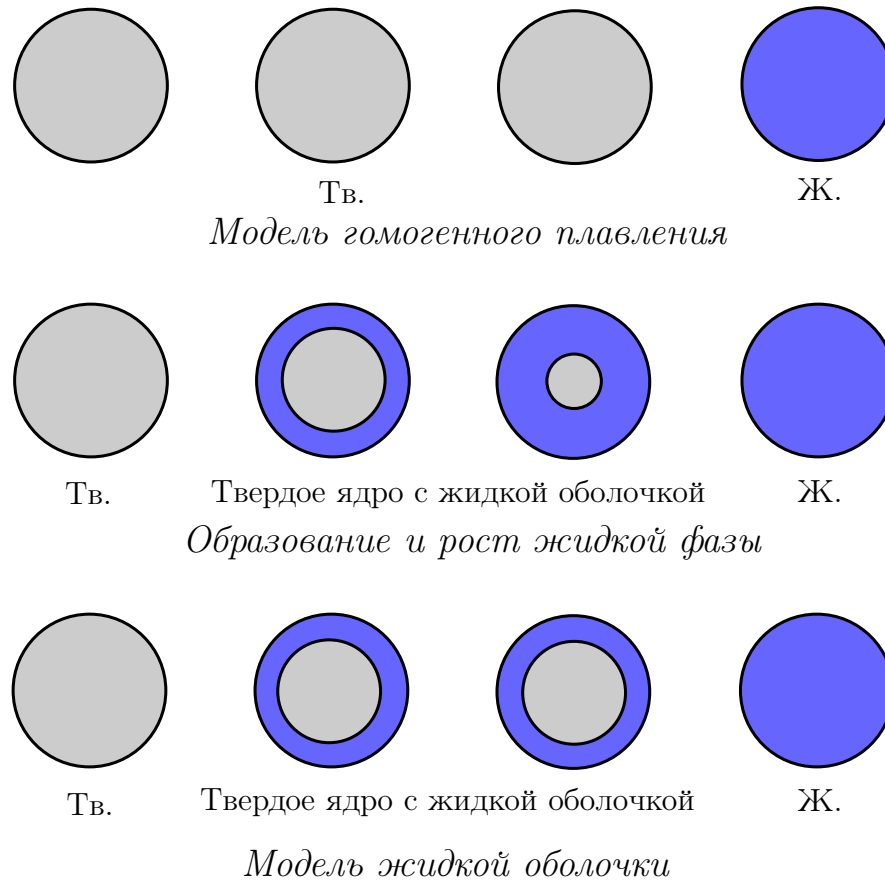 Тв. Ж.
Модель гомогенного плавления
Тв. Твердое ядро с жидкой оболочкой Ж.
Образование и рост жидкой фазы
Тв. Твердое ядро с жидкой оболочкой Ж.
Модель жидкой оболочки